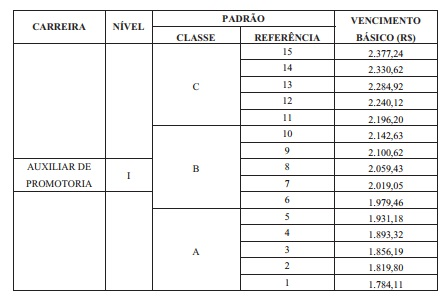 CARREIRA NÍVEL PADRÃO VENCIMENTO BÁSICO (R$)
CLASSE REFERÊNCIA
15 2.377,24
14 2.330,62
C 13 2.284,92
12 2.240,12
11 2.196,20
10 2.142,63
9 2.100,62
AUXILIAR DE PROMOTORIA I B 8 2.059,43
7 2.019,05
6 1.979,46
5 1.931,18
4 1.893,32
A 3 1.856,19
2 1.819,80
1 1.784,11